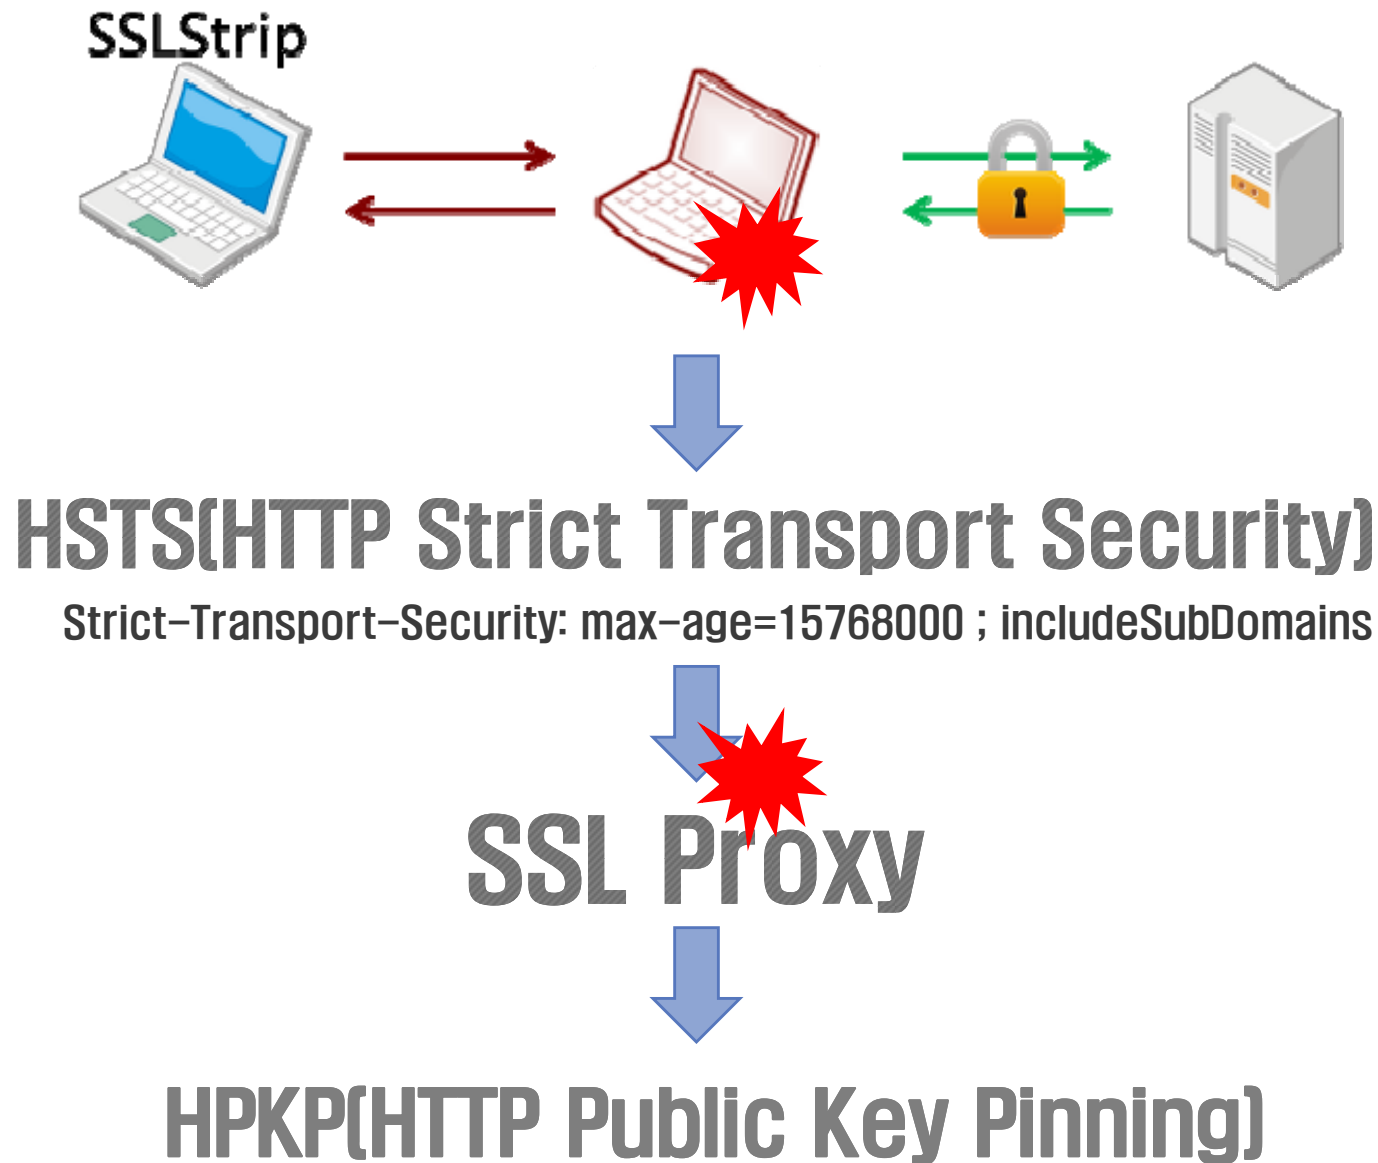 SSLStrip
HSTS(HTTP Strict Transport Security)
Strict-Transport-Security: max-age=15768000 ; includeSubDomains
SSL Proxy
HPKP(HTTP Public Key Pinning)